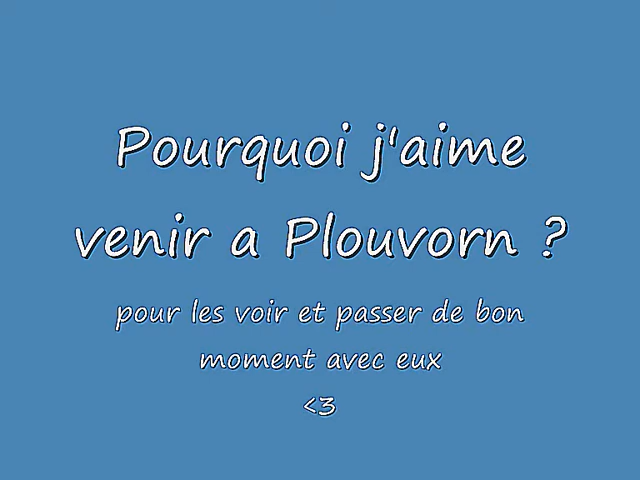 Pourquoi j'aime
venir a Plouvorn ?
pour les voir et passer de bon
moment avec eux
<3